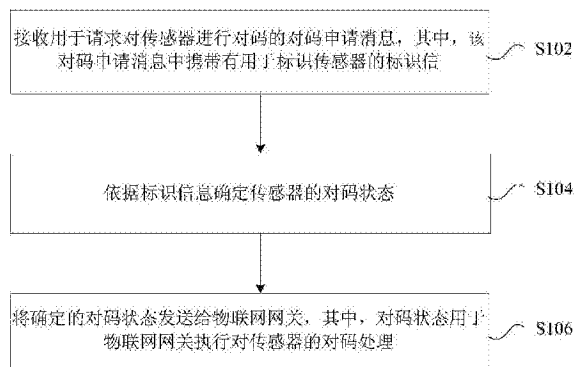 接收用于请求对传感器进行对码的对码申请消息，其中，该
对码申请消息中携带有用于标识传感器的标识信
S102
依据标识信息确定传感器的对码状态
S104
将确定的对码状态发送给物联网网关，其中，对码状态用于
物联网网关执行对传感器的对码处理
S106